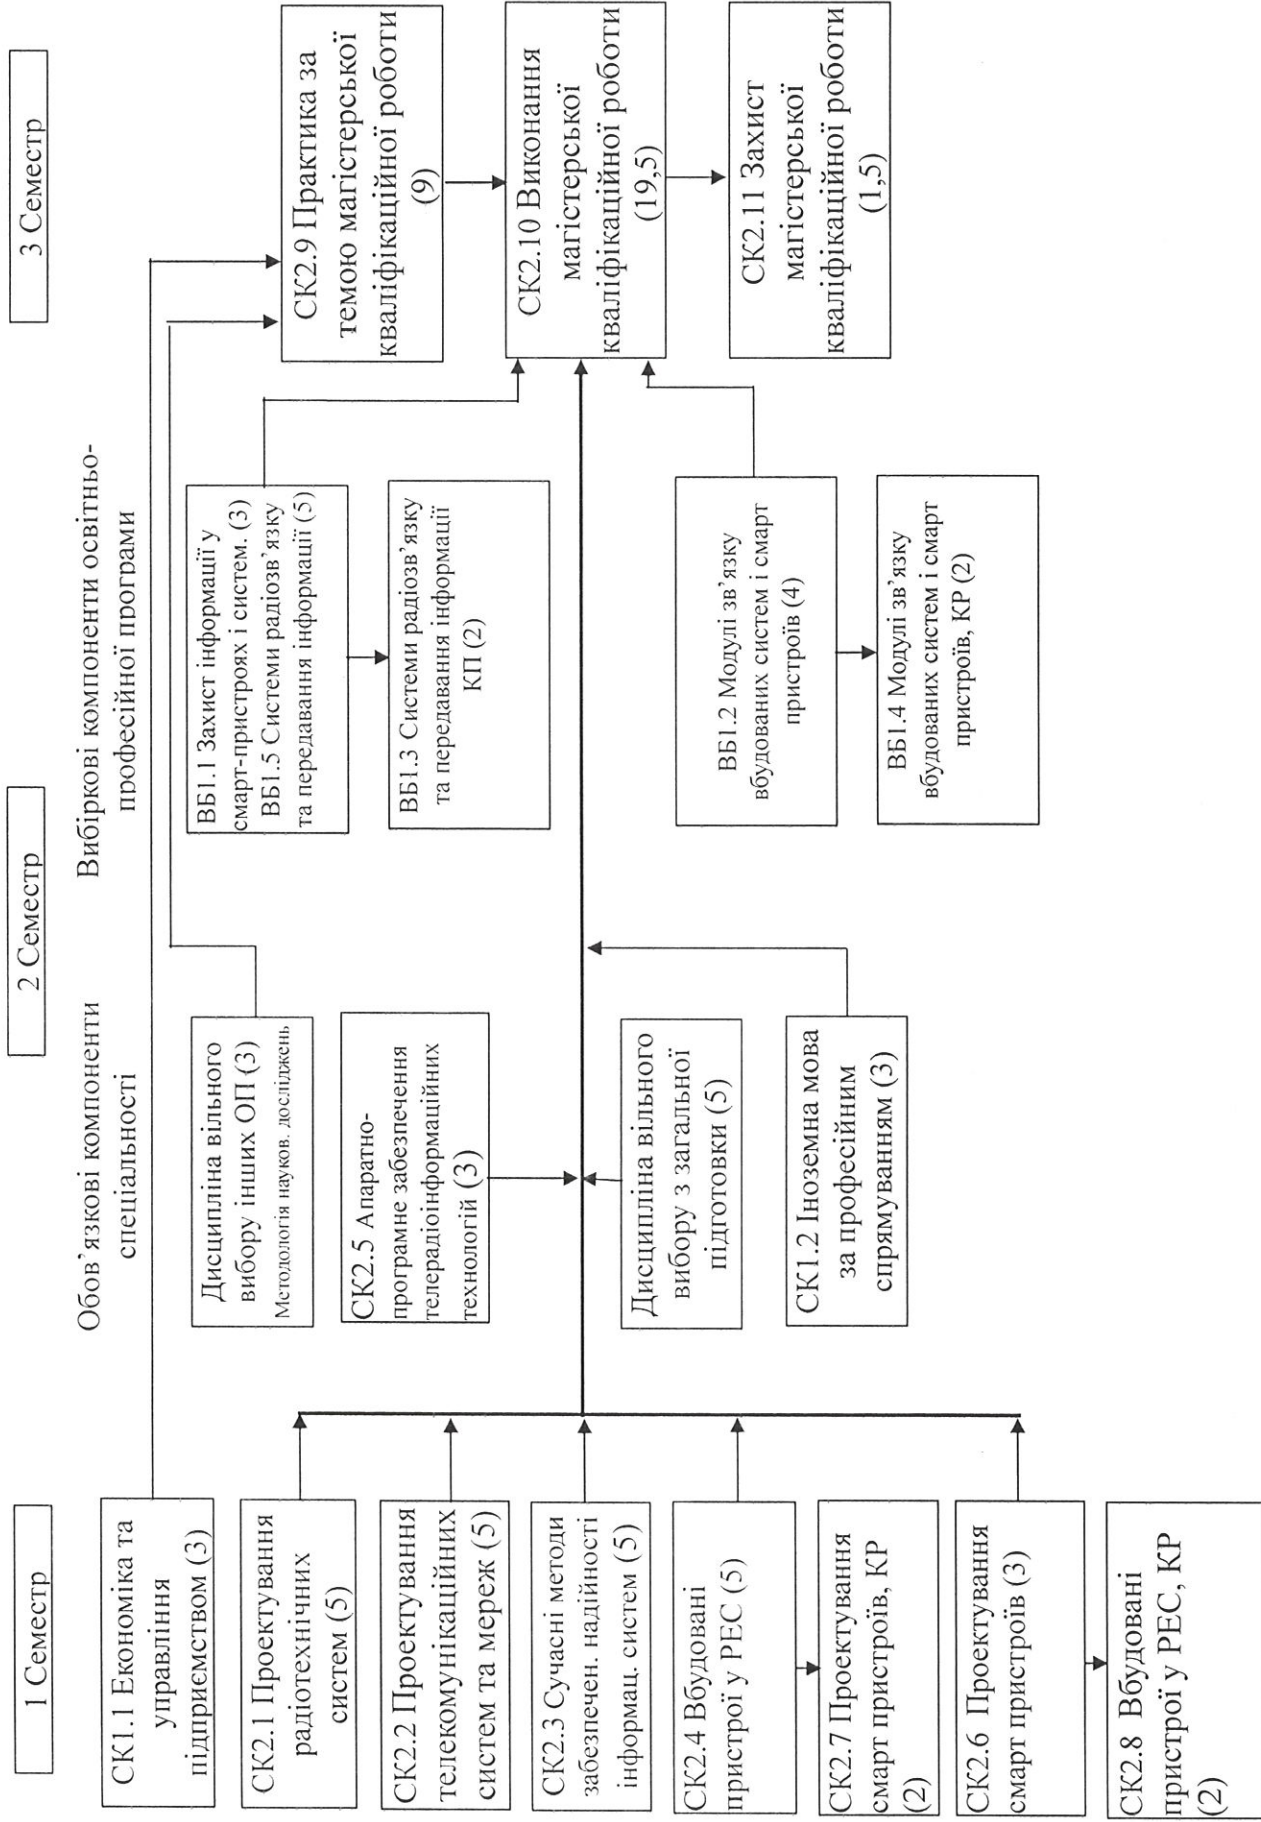 1 Семестр
СК1.1 Економіка та
управління
підприємством (3)
СК2.1 Проектування
радіотехнічних
систем (5)
СК2.2 Проектування
телекомунікаційних
систем та мереж (5)
СК2.3 Сучасні методи
забезпечен. надійності
інформац. систем (5)
СК2.4 Вбудовані
пристрої у РЕС (5)
СК2.7 Проектування
смарт пристроїв, КР
(2)
СК2.6 Проектування
смарт пристроїв (3)
СК2.8 Вбудовані
пристрої у РЕС, КР
(2)
2 Семестр
Обов’язкові компоненти
спеціальності
Дисципліна вільного
вибору інших ОП (3)
Методологія науков. досліджень
СК2.5 Апаратно-
програмне забезпечення
телерадіоінформаційних
технологій (3)
Дисципліна вільного
вибору з загальної
підготовки (5)
СК1.2 Іноземна мова
за професійним
спрямуванням (3)
Вибіркові компоненти освітньо-
професійної програми
ВБ1.1 Захист інформації у
смарт-пристроях і систем. (3)
ВБ1.5 Системи радіозв’язку
та передавання інформації (5)
ВБ1.3 Системи радіозв’язку
та передавання інформації
КП (2)
ВБ1.2 Модулі зв’язку
вбудованих систем і смарт
пристроїв (4)
ВБ1.4 Модулі зв’язку
вбудованих систем і смарт
пристроїв, КР (2)
3 Семестр
СК2.9 Практика за
темою магістерської
кваліфікаційної роботи
(9)
СК2.10 Виконання
магістерської
кваліфікаційної роботи
(19,5)
СК2.11 Захист
магістерської
кваліфікаційної роботи
(1,5)